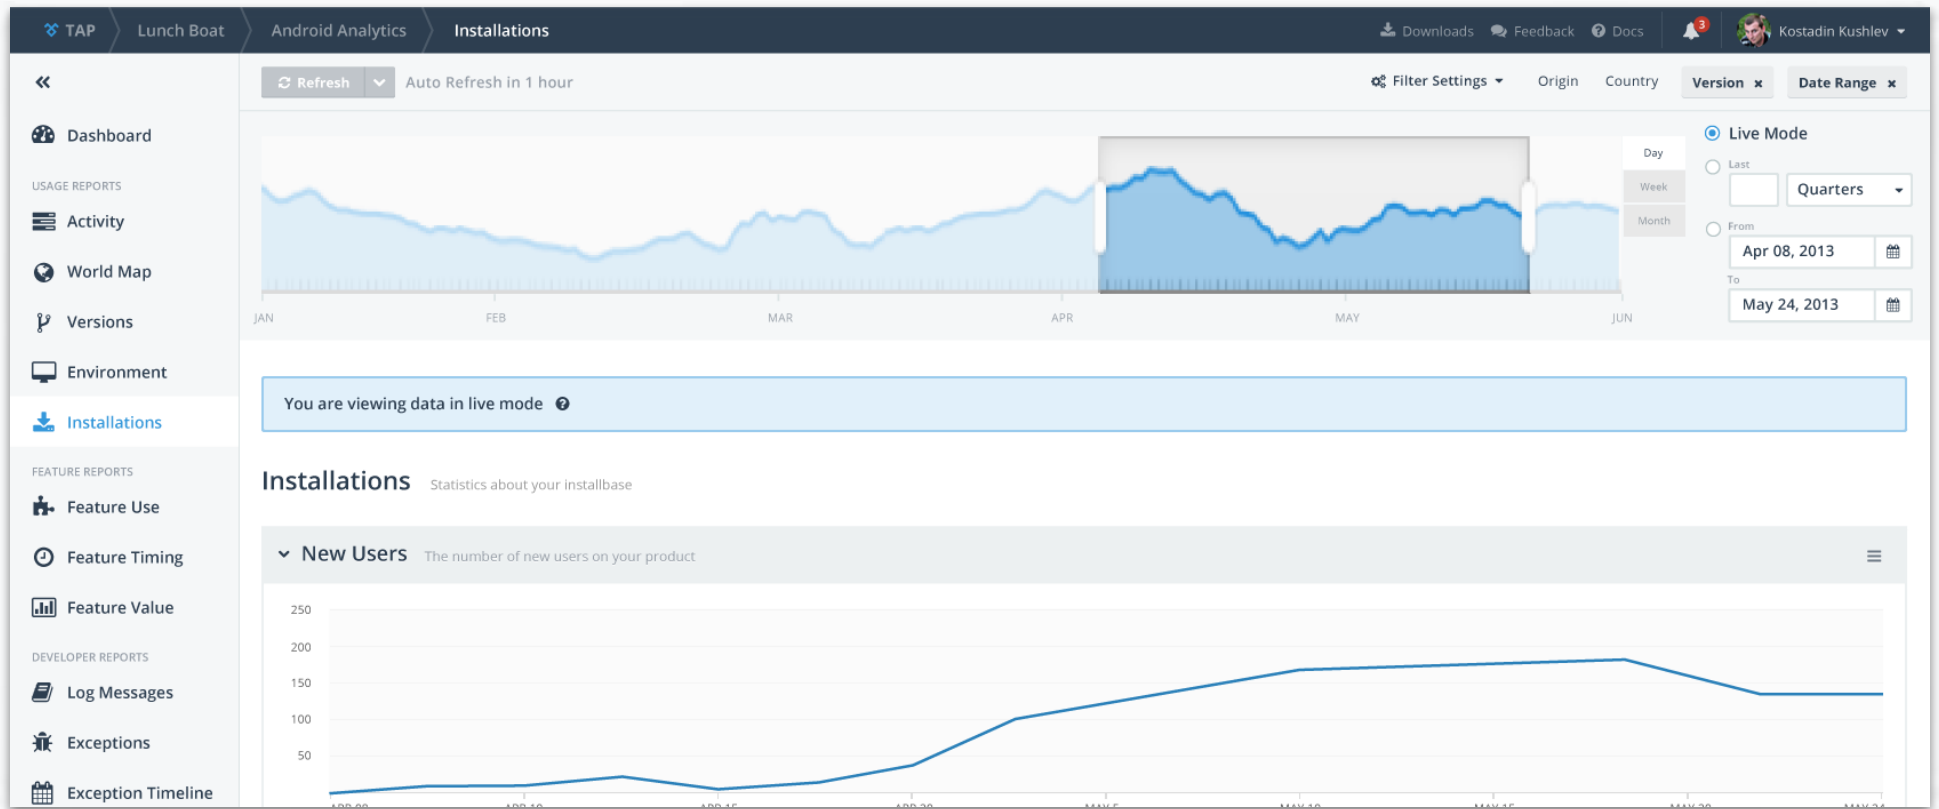 TAP Lunch Boat Android Analytics Installations Downloads Feedback Docs 3 Kostadin Kushlev
Refresh Auto Refresh in 1 hour Filter Settings Origin Country Version × Date Range ×
Dashboard
USAGE REPORTS
Activity
World Map
Versions
Environment
Installations
FEATURE REPORTS
Feature Use
Feature Timing
Feature Value
DEVELOPER REPORTS
Log Messages
Exceptions
Exception Timeline
JAN FEB MAR APR MAY JUN
Day
Week
Month
Live Mode
Last
Quarters
From
Apr 08, 2013
To
May 24, 2013
You are viewing data in live mode
Installations Statistics about your installbase
New Users The number of new users on your product
250
200
150
100
50